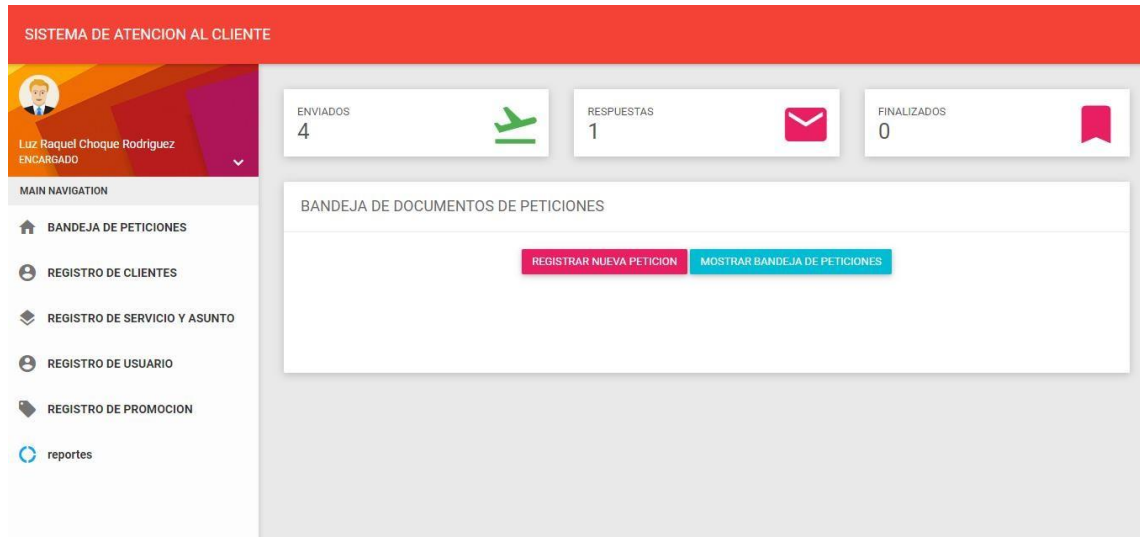 SISTEMA DE ATENCION AL CLIENTE
Luz Raquel Choque Rodriguez
ENCARGADO
MAIN NAVIGATION
BANDEJA DE PETICIONES
REGISTRO DE CLIENTES
REGISTRO DE SERVICIO Y ASUNTO
REGISTRO DE USUARIO
REGISTRO DE PROMOCION
reportes
ENVIADOS
4
RESPUESTAS
1
FINALIZADOS
0
BANDEJA DE DOCUMENTOS DE PETICIONES
REGISTRAR NUEVA PETICION
MOSTRAR BANDEJA DE PETICIONES